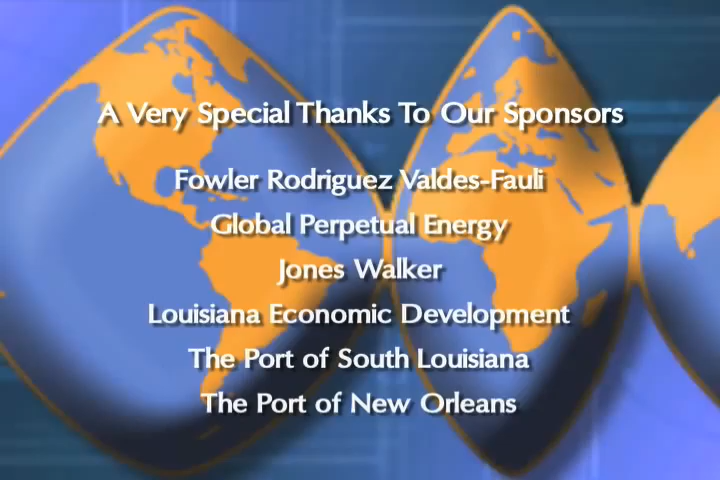 A Very Special Thanks To Our Sponsors
Fowler Rodriguez Valdes-Fauli
Global Perpetual Energy
Jones Walker
Louisiana Economic Development
The Port of South Louisiana
The Port of New Orleans